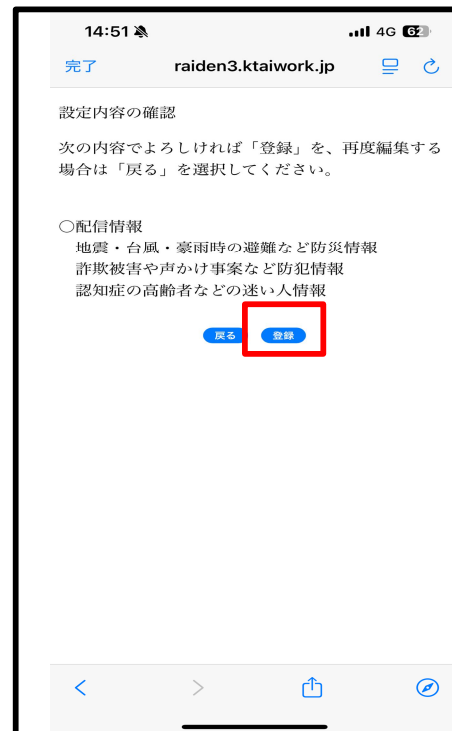 14:51 4G 62
完了 raiden3.ktaiwork.jp
設定内容の確認
次の内容でよろしければ「登録」を、再度編集する
場合は「戻る」を選択してください。
○配信情報
地震・台風・豪雨時の避難など防災情報
詐欺被害や声かけ事案など防犯情報
認知症の高齢者などの迷い人情報
戻る 登録